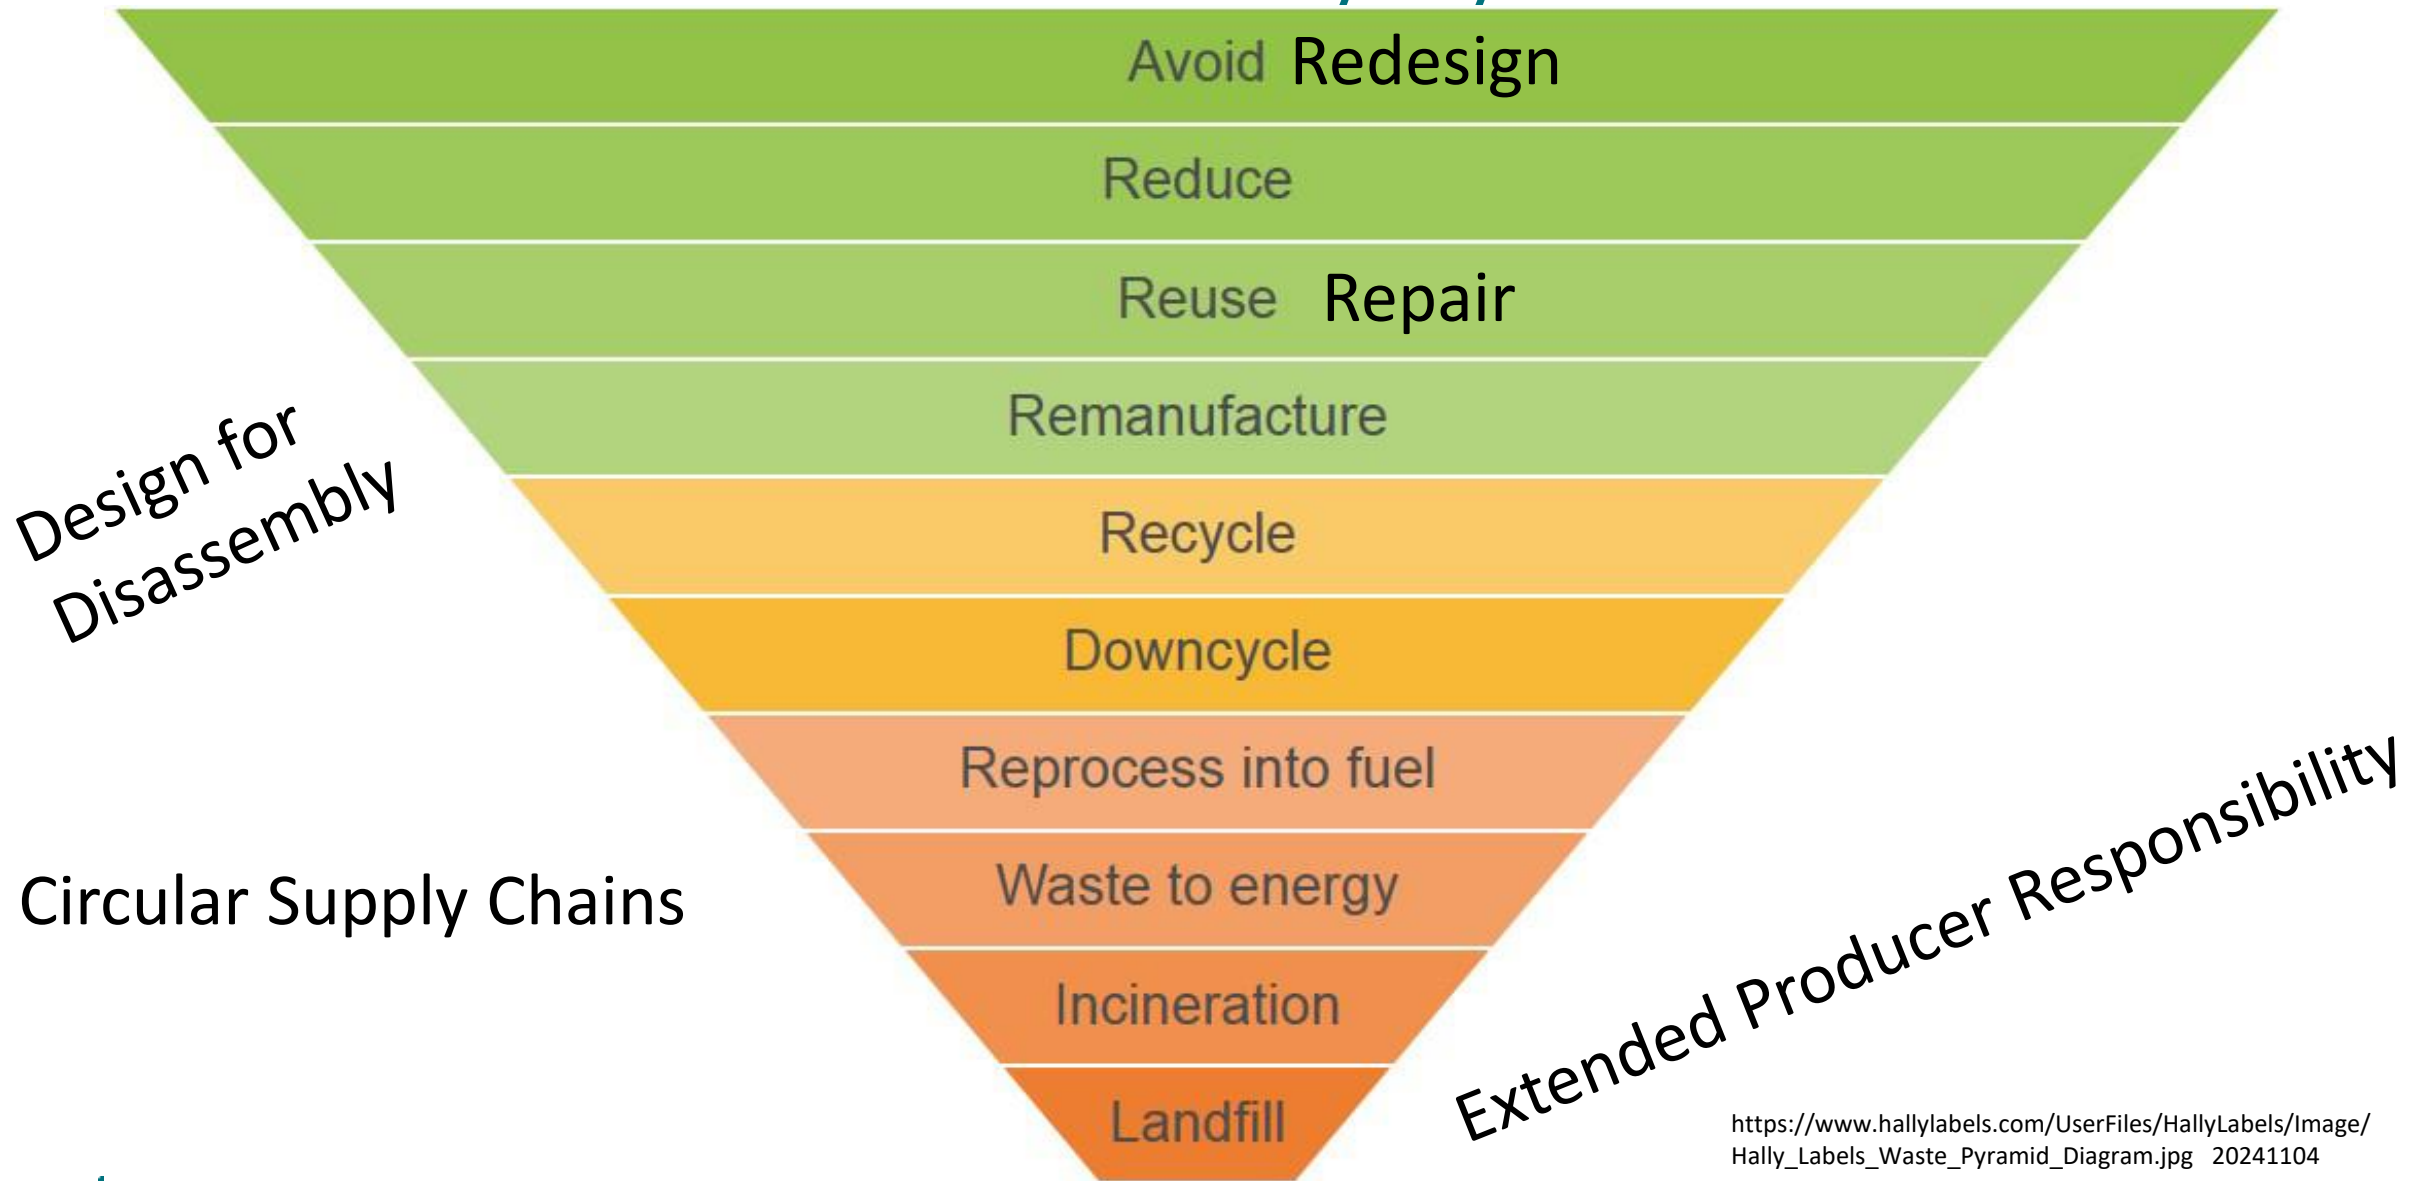 Avoid Redesign
Reduce
Reuse Repair
Remanufacture
Design for
Disassembly
Recycle
Downcycle
Reprocess into fuel
Waste to energy
Circular Supply Chains
Extended Producer Responsibility
Incineration
Landfill
https://www.hallylabels.com/UserFiles/HallyLabels/Image/
Hally_Labels_Waste_Pyramid_Diagram.jpg 20241104